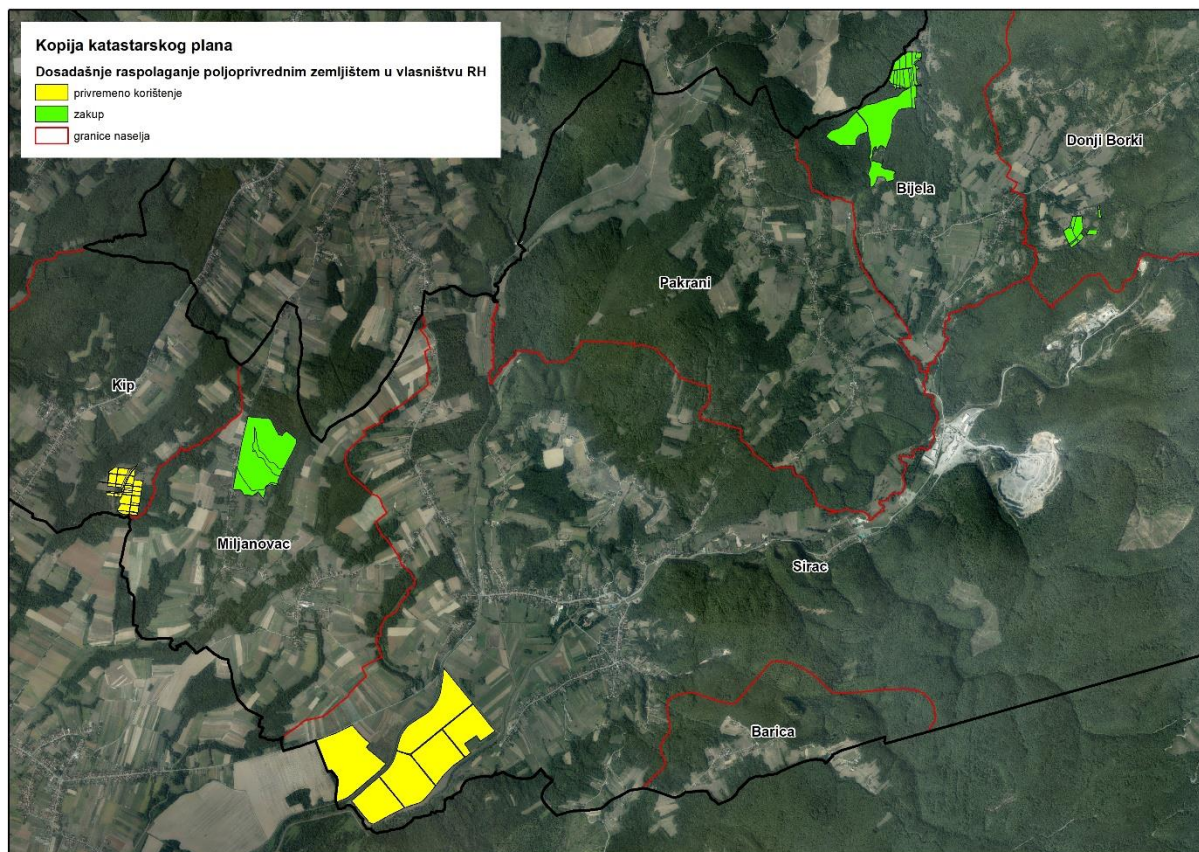 Kopija katastarskog plana
Dosadašnje raspolaganje poljoprivrednim zemljištem u vlasništvu RH
privremeno korištenje
zakup
granice naselja
Donji Borki
Bijela
Pakrani
Kip
Miljanovac
Sirac
Barica